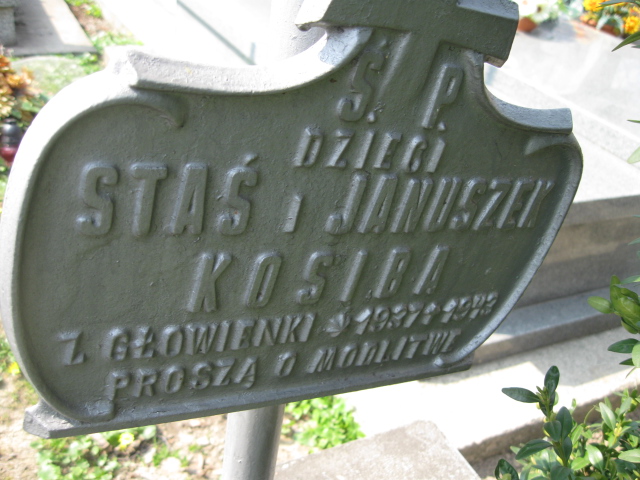 Ś. P.
DZIECI
STAŚ i JANUSZEK
KOSIBA
Z GŁOWIENKI
PROSZĄ O MODLITWĘ